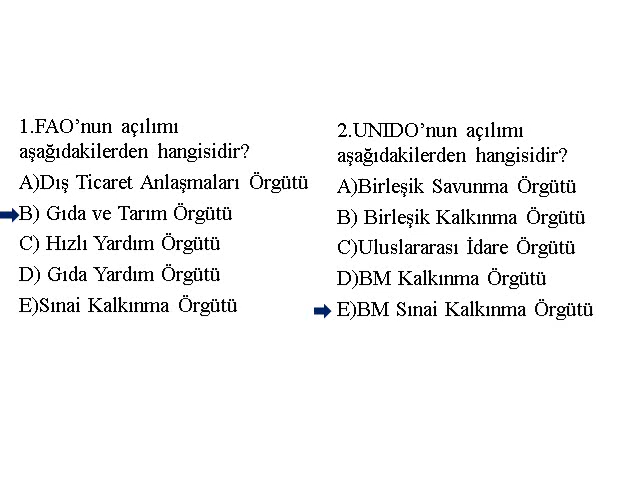 1.FAO’nun açılımı
aşağıdakilerden hangisidir?
A)Dış Ticaret Anlaşmaları Örgütü
B) Gıda ve Tarım Örgütü
C) Hızlı Yardım Örgütü
D) Gıda Yardım Örgütü
E)Sınai Kalkınma Örgütü
2.UNIDO’nun açılımı
aşağıdakilerden hangisidir?
A)Birleşik Savunma Örgütü
B) Birleşik Kalkınma Örgütü
C)Uluslararası İdare Örgütü
D)BM Kalkınma Örgütü
E)BM Sınai Kalkınma Örgütü